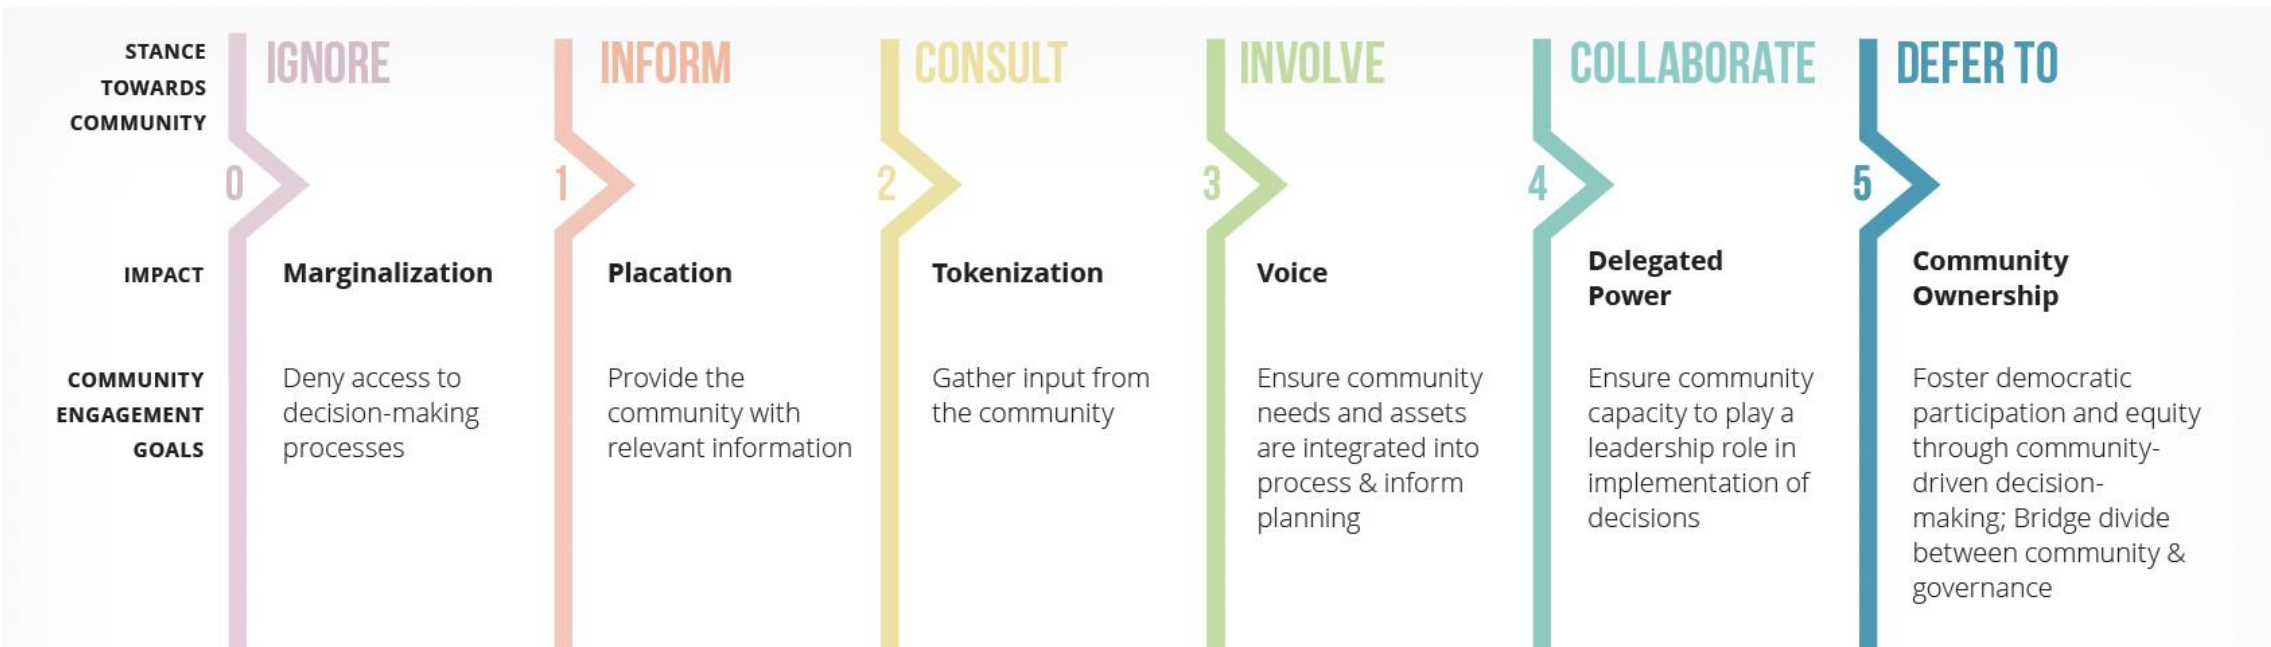 STANCE
TOWARDS
COMMUNITY
IGNORE
INFORM
CONSULT
INVOLVE
COLLABORATE
DEFER TO
0
1
2
3
4
5
IMPACT
Marginalization
Placation
Tokenization
Voice
Delegated
Power
Community
Ownership
COMMUNITY
ENGAGEMENT
GOALS
Deny access to
decision-making
processes
Provide the
community with
relevant information
Gather input from
the community
Ensure community
needs and assets
are integrated into
process & inform
planning
Ensure community
capacity to play a
leadership role in
implementation of
decisions
Foster democratic
participation and equity
through community-
driven decision-
making; Bridge divide
between community &
governance